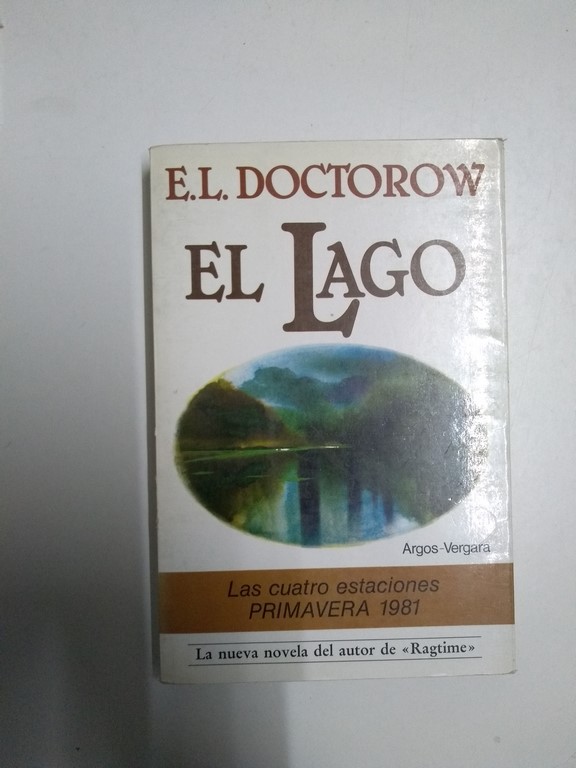 E.L. DOCTOROW
EL LAGO
Argos-Vergara
Las cuatro estaciones
PRIMAVERA 1981
La nueva novela del autor de «Ragtime»